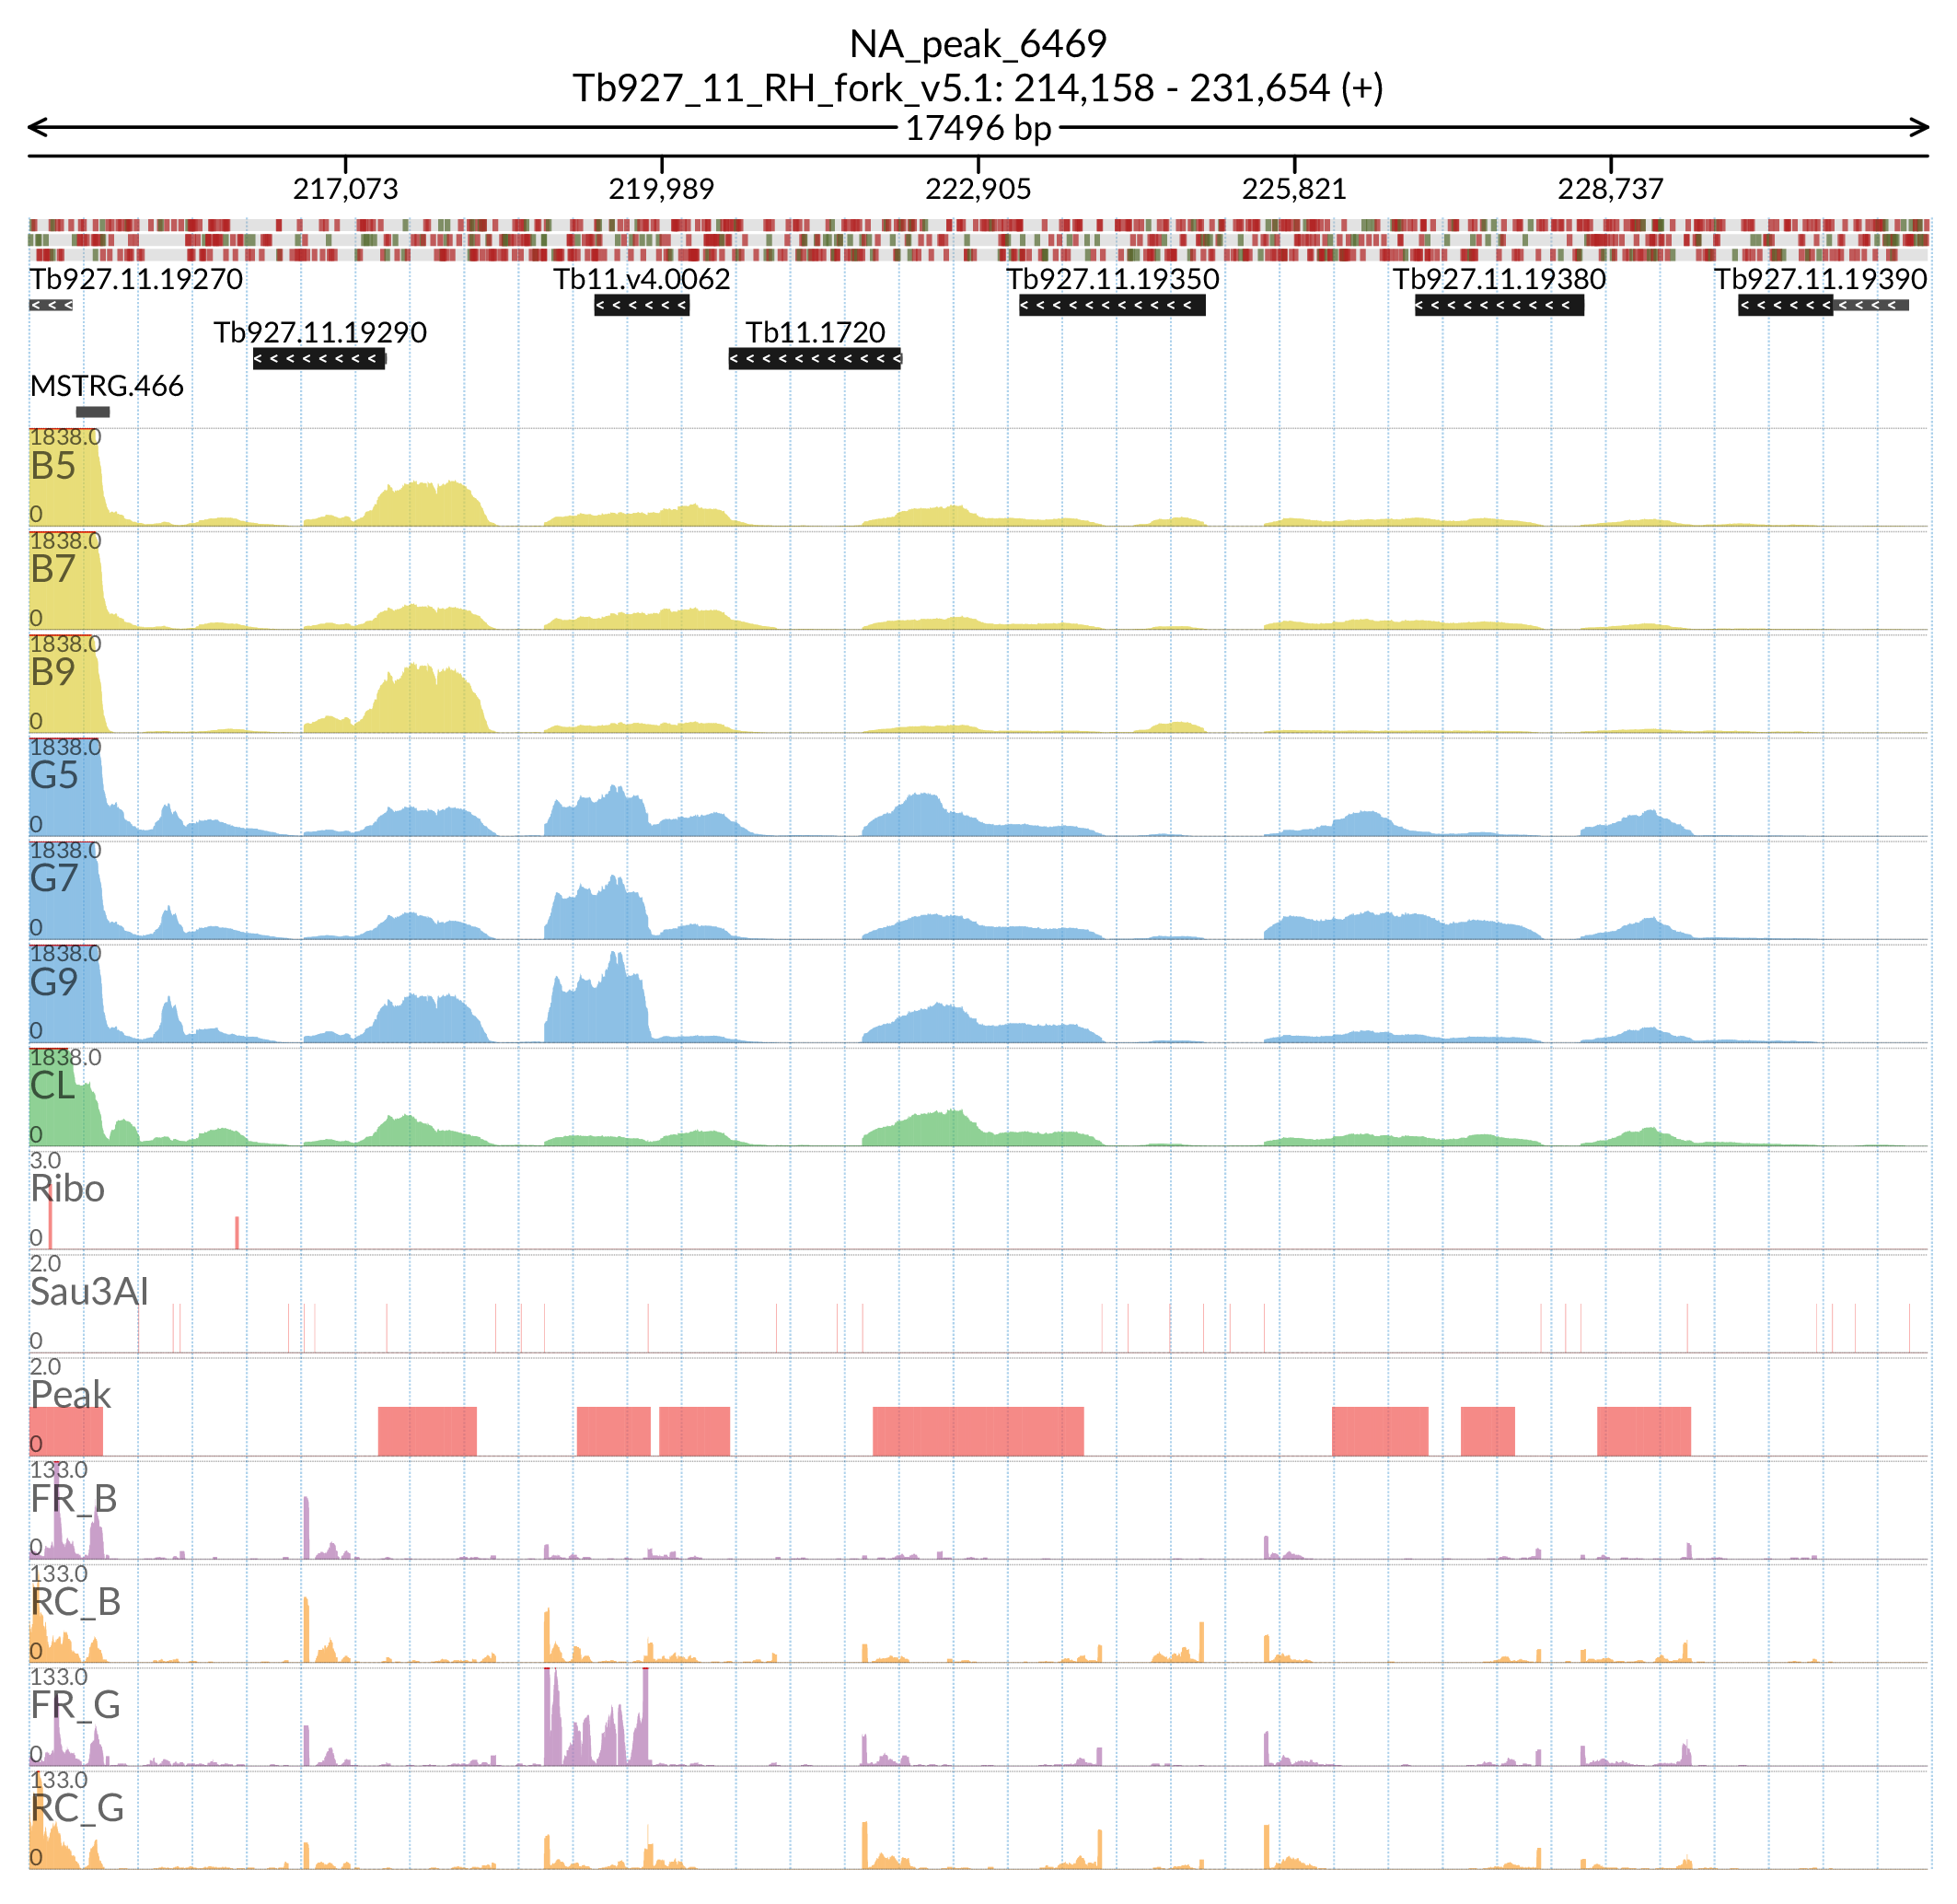 NA_peak_6469
Tb927_11_RH_fork_v5.1: 214,158 - 231,654 (+)
17496 bp
217,073 219,989 222,905 225,821 228,737
Tb927.11.19270 Tb11.v4.0062 Tb927.11.19350 Tb927.11.19380 Tb927.11.19390
Tb927.11.19290 Tb11.1720
MSTRG.466
1838.0
B5
0
1838.0
B7
0
1838.0
B9
0
1838.0
G5
0
1838.0
G7
0
1838.0
G9
0
1838.0
CL
0
3.0
Ribo
0
2.0
Sau3AI
0
2.0
Peak
0
133.0
FR_B
0
133.0
RC_B
0
133.0
FR_G
0
133.0
RC_G
0